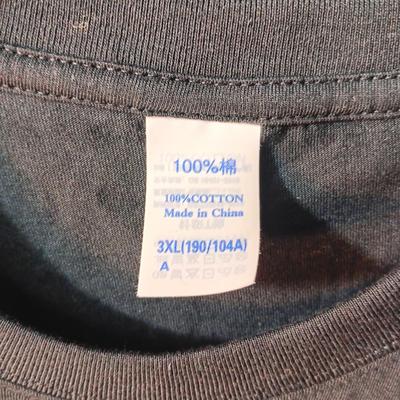 100%棉
100%COTTON
Made in China
3XL(190/104A)
A